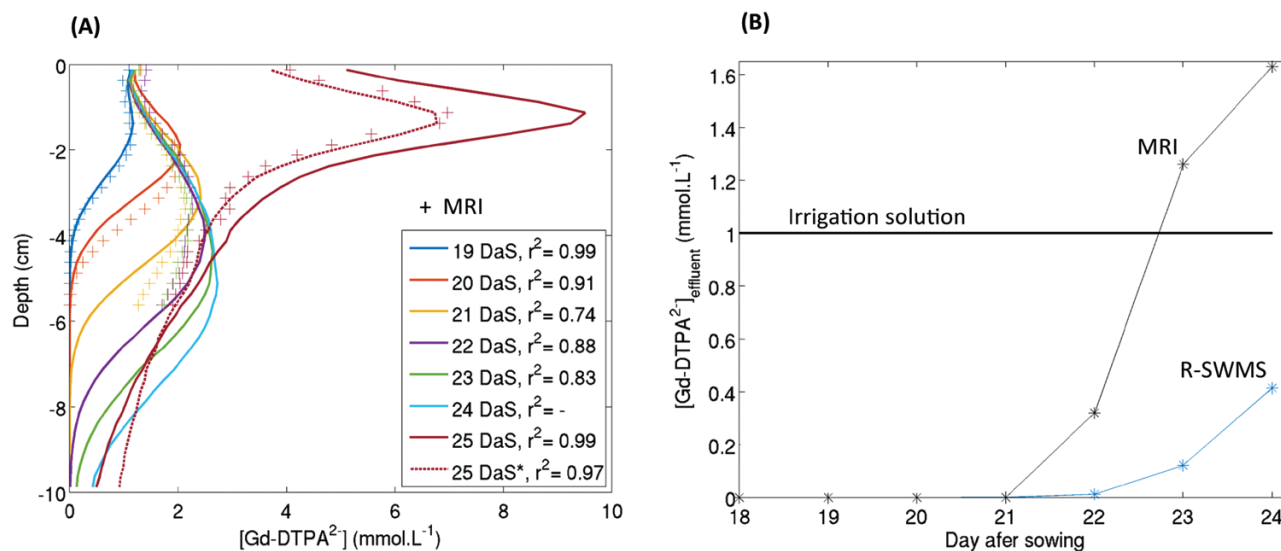 (A)
0
-2
-4
-6
-8
-10
Depth (cm)
0 2 4 6 8 10
[Gd-DTPA²⁻] (mmol.L⁻¹)
+ MRI
19 DaS, r² = 0.99
20 DaS, r² = 0.91
21 DaS, r² = 0.74
22 DaS, r² = 0.88
23 DaS, r² = 0.83
24 DaS, r² = -
25 DaS, r² = 0.99
25 DaS*, r² = 0.97
(B)
1.6
1.4
1.2
1
0.8
0.6
0.4
0.2
0
[Gd-DTPA²⁻]effluent (mmol.L⁻¹)
MRI
Irrigation solution
R-SWMS
18 19 20 21 22 23 24
Day afer sowing